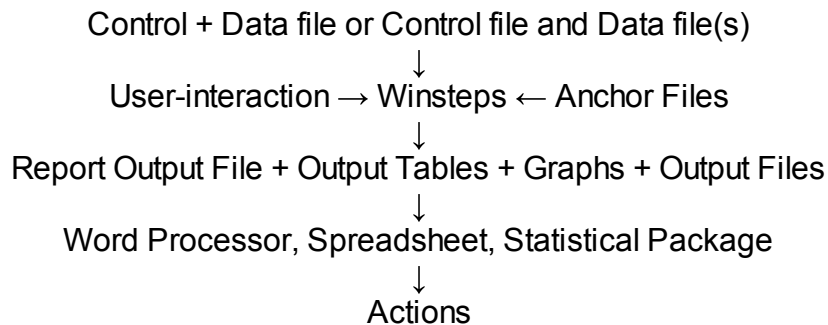 Control + Data file or Control file and Data file(s)
↓
User-interaction → Winsteps ← Anchor Files
↓
Report Output File + Output Tables + Graphs + Output Files
↓
Word Processor, Spreadsheet, Statistical Package
↓
Actions